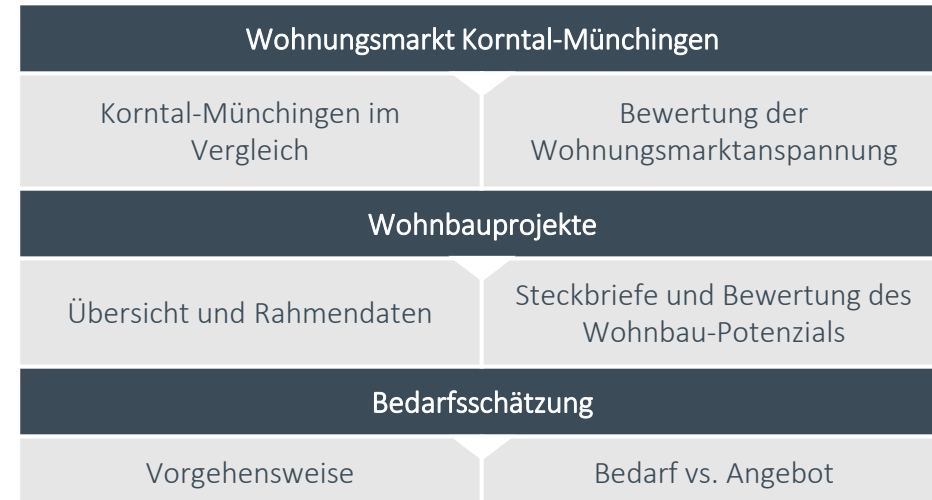 Wohnungsmarkt Korntal-Münchingen
Korntal-Münchingen im
Vergleich
Bewertung der
Wohnungsmarktanspannung
Wohnbauprojekte
Übersicht und Rahmendaten
Steckbriefe und Bewertung des
Wohnbau-Potenzials
Bedarfsschätzung
Vorgehensweise
Bedarf vs. Angebot